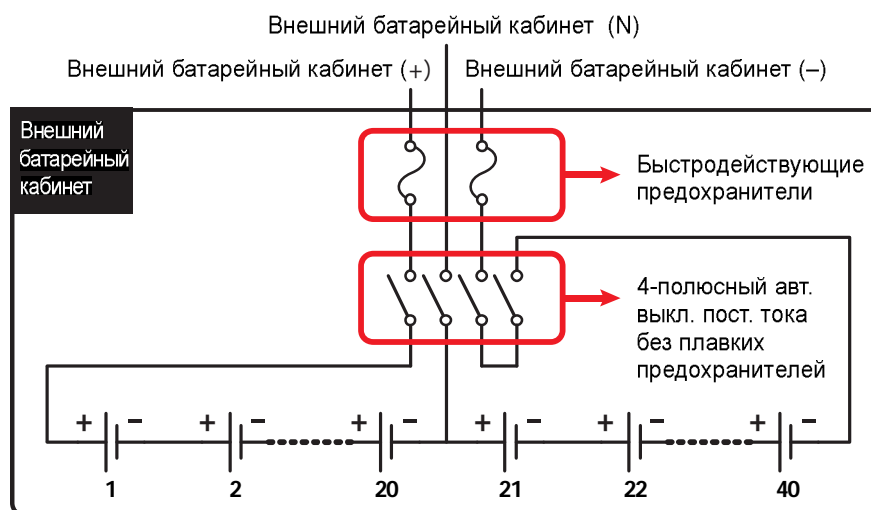 Внешний батарейный кабинет (N)
Внешний батарейный кабинет (+)
Внешний батарейный кабинет (–)
Внешний
батарейный
кабинет
Быстродействующие
предохранители
4-полюсный авт.
выкл. пост. тока
без плавких
предохранителей
+ – + – + – + – + – + –
1 2 20 21 22 40